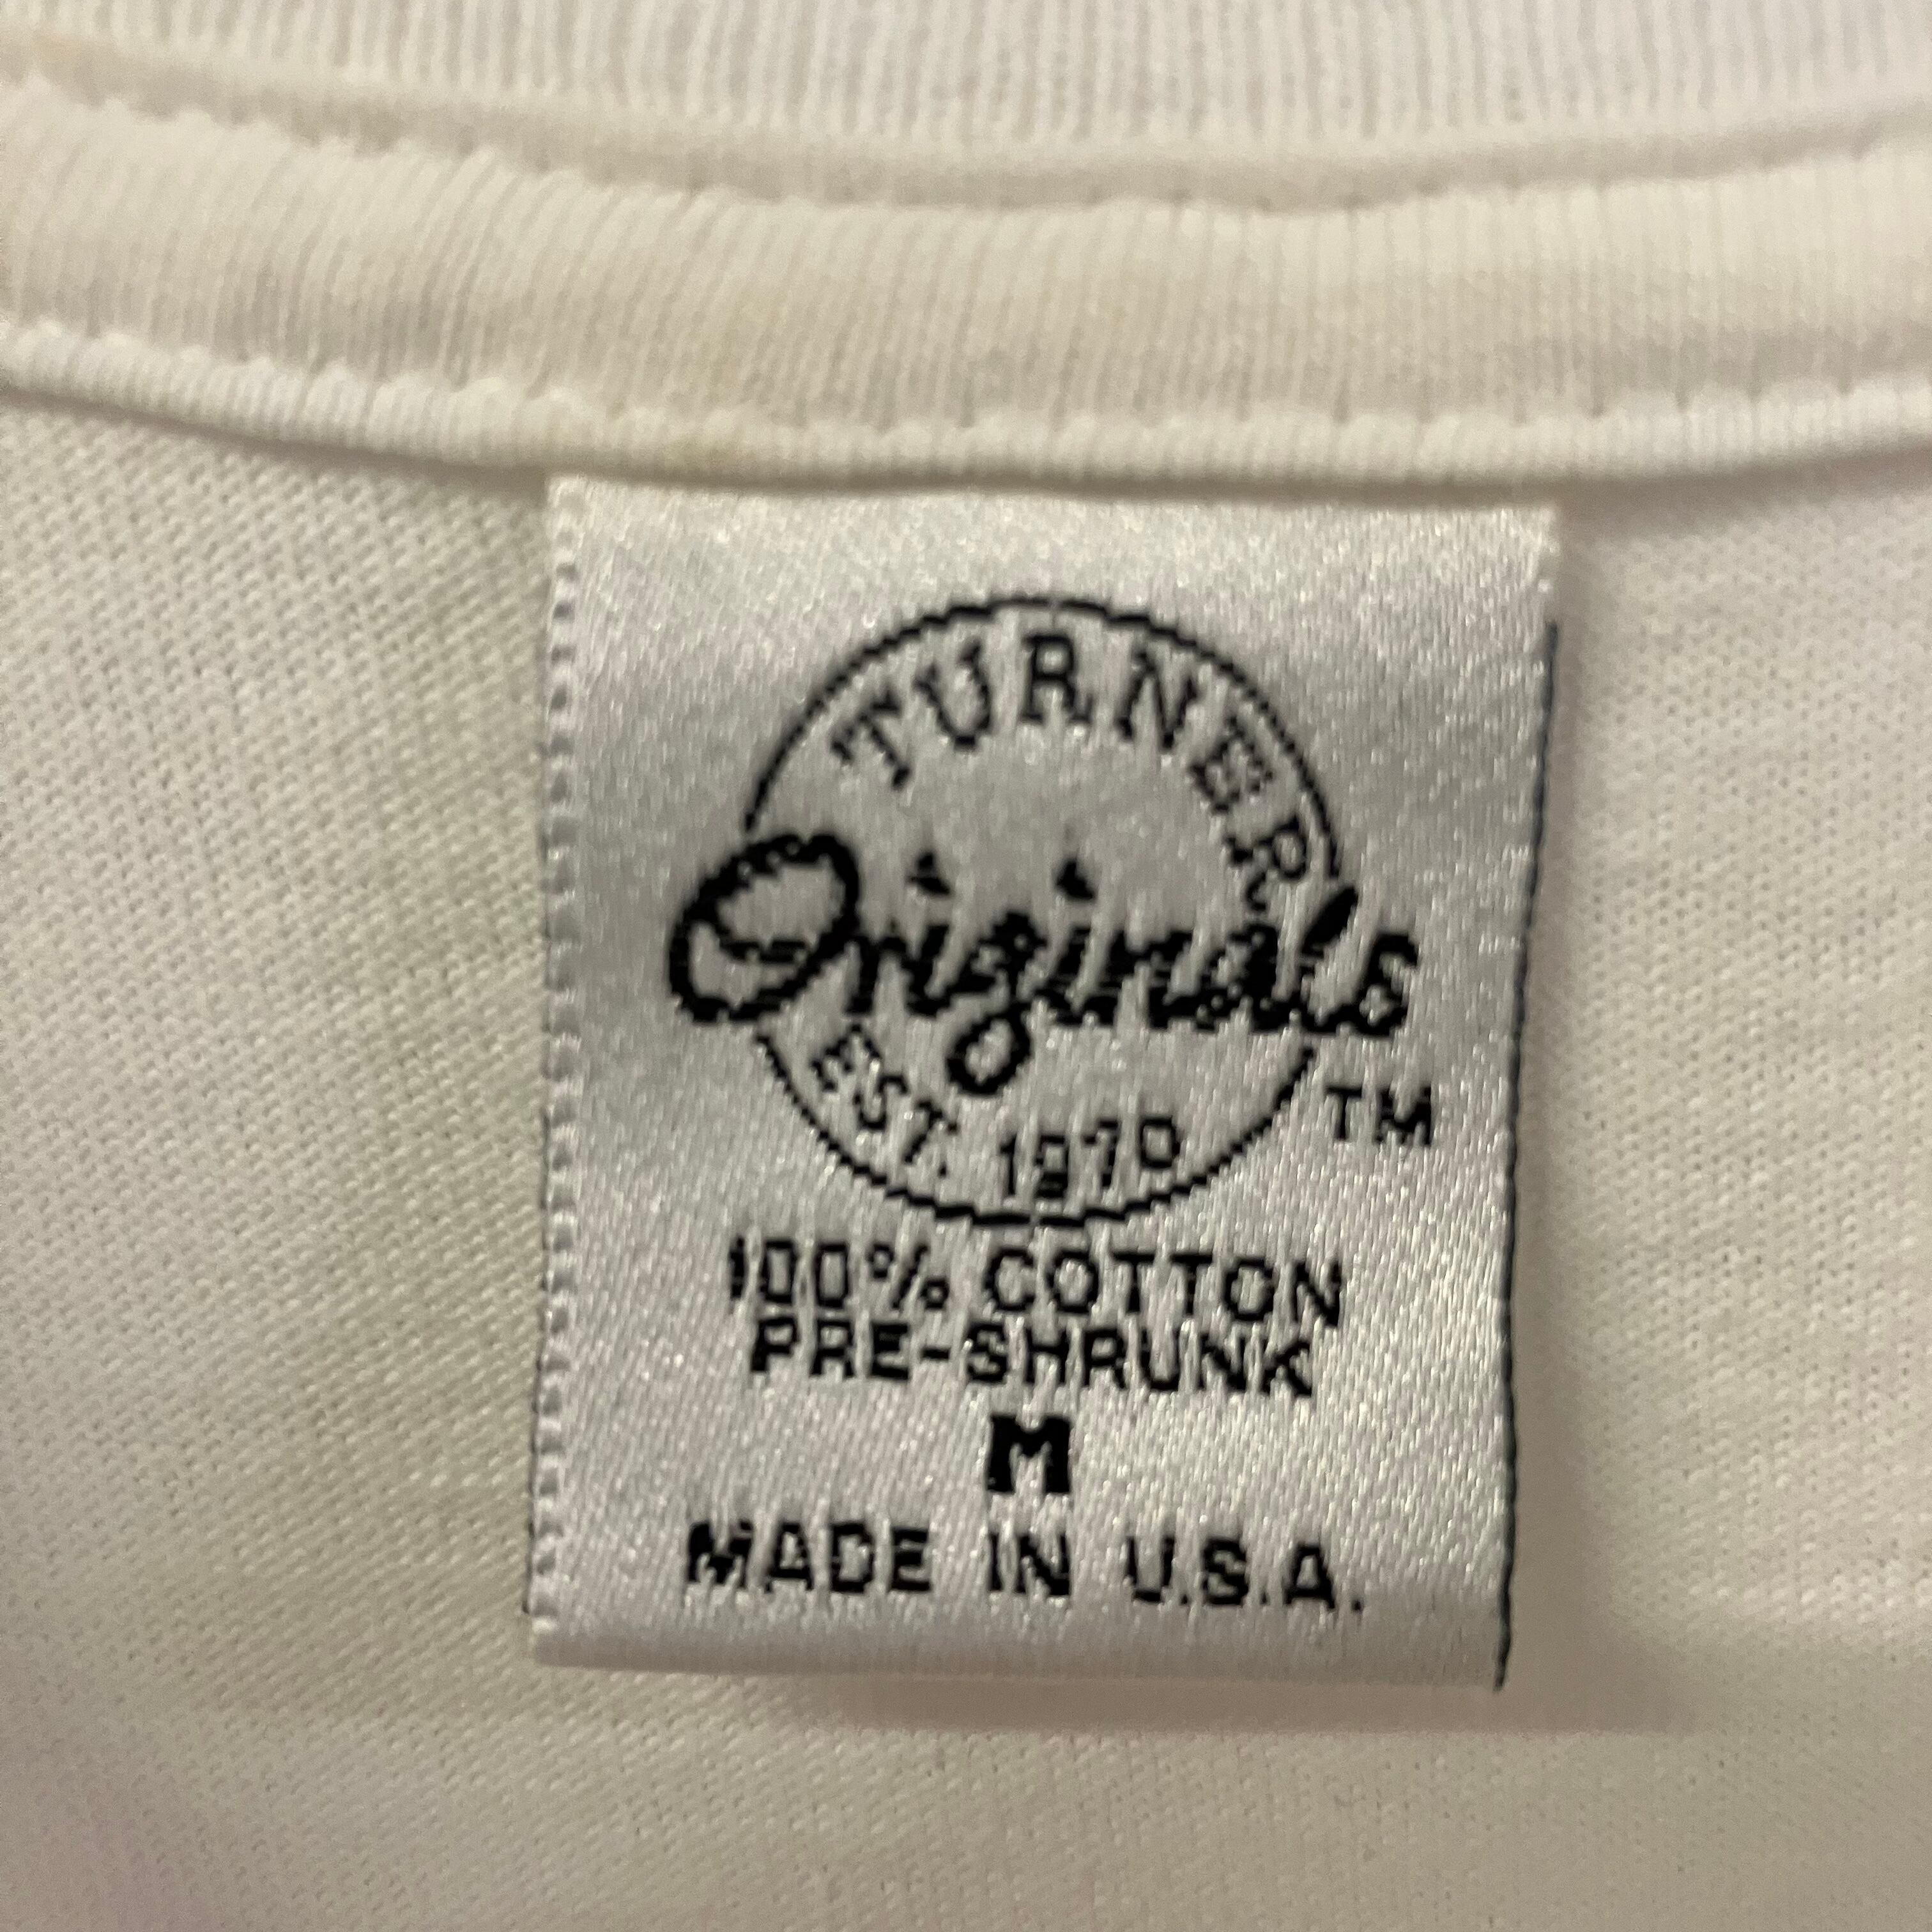 TURNER
Originals
TM
EST. 1970
100% COTTON
PRE-SHRUNK
M
MADE IN U.S.A.